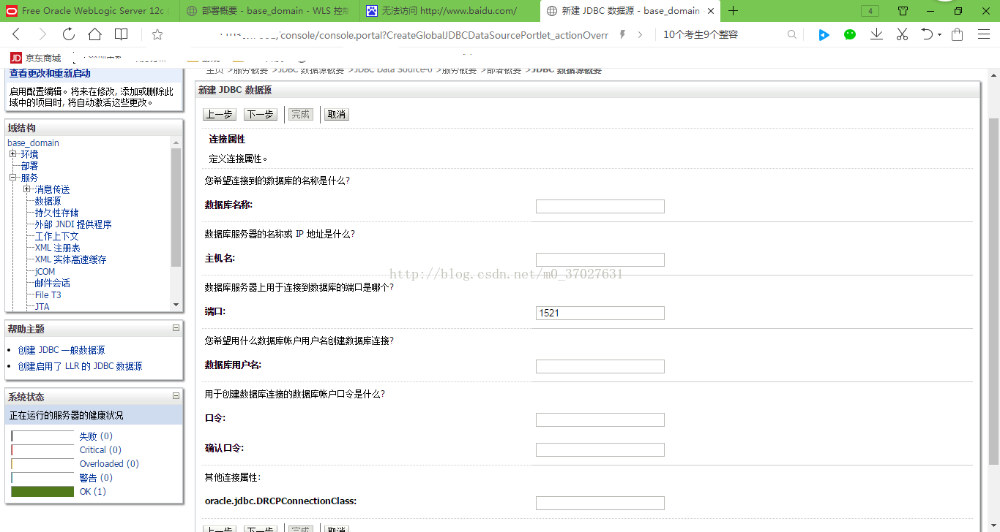 Free Oracle WebLogic Server 12c
部署概要 - base_domain - WLS 控制
无法访问 http://www.baidu.com/
新建 JDBC 数据源 - base_domain
4
/console/console.portal?CreateGlobalJDBCDataSourcePortlet_actionOverr
10个考生9个整容
JD 京东商城
查看更改和重新启动
启用配置编辑。将来在修改, 添加或删除此
域中的项目时, 将自动激活这些更改。
域结构
base_domain
环境
部署
服务
消息传送
数据源
持久性存储
外部 JNDI 提供程序
工作上下文
XML 注册表
XML 实体高速缓存
jCOM
邮件会话
File T3
JTA
帮助主题
创建 JDBC 一般数据源
创建启用了 LLR 的 JDBC 数据源
系统状态
正在运行的服务器的健康状况
失败 (0)
Critical (0)
Overloaded (0)
警告 (0)
OK (1)
主页 >服务概要 >JDBC 数据源概要 >JDBC Data Source-0 >服务概要 >部署概要 >JDBC 数据源概要
新建 JDBC 数据源
上一步 下一步 完成 取消
连接属性
定义连接属性。
您希望连接到的数据库的名称是什么?
数据库名称:
数据库服务器的名称或 IP 地址是什么?
主机名:
http://blog.csdn.net/m0_37027631
数据库服务器上用于连接到数据库的端口是哪个?
端口: 1521
您希望用什么数据库帐户用户名创建数据库连接?
数据库用户名:
用于创建数据库连接的数据库帐户口令是什么?
口令:
确认口令:
其他连接属性:
oracle.jdbc.DRCPConnectionClass:
上一步 下一步 完成 取消